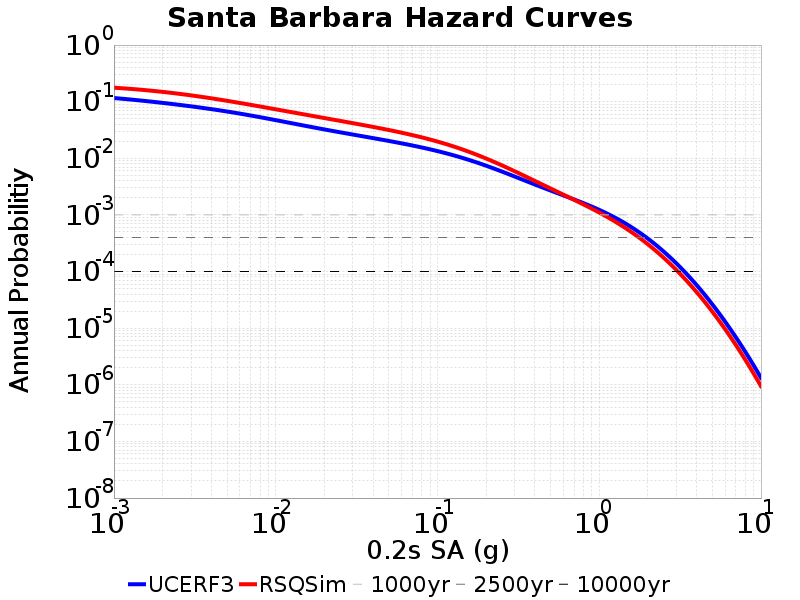 Santa Barbara Hazard Curves
Annual Probabilitiy
10^0
10^-1
10^-2
10^-3
10^-4
10^-5
10^-6
10^-7
10^-8
10^-3 10^-2 10^-1 10^0 10^1
0.2s SA (g)
UCERF3 RSQSim 1000yr 2500yr 10000yr